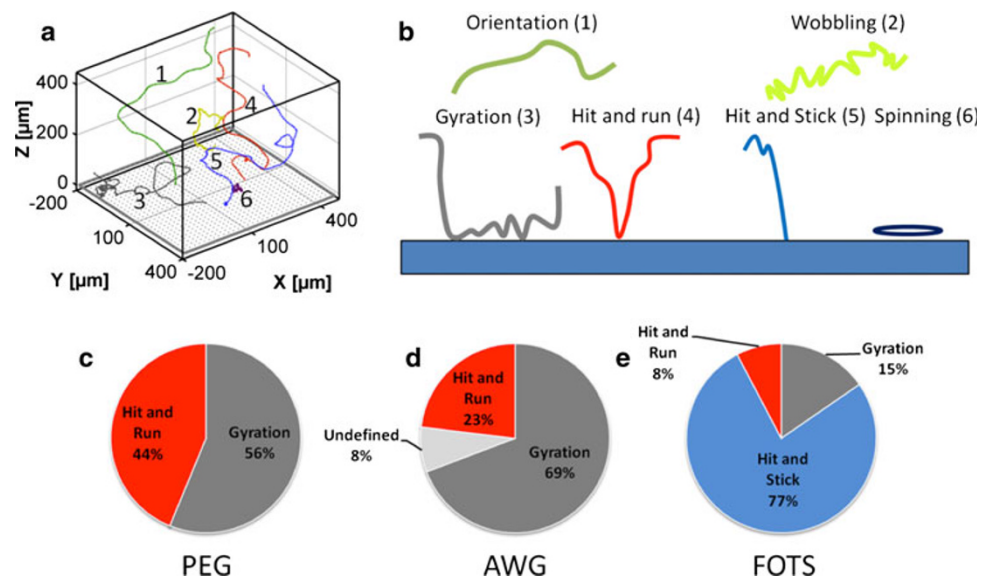 a
1
2
4
5
3
6
400
200
0
-200
100
400
-200
100
400
Z [µm]
Y [µm]
X [µm]
b
Orientation (1)
Wobbling (2)
Gyration (3)
Hit and run (4)
Hit and Stick (5)
Spinning (6)
c
Hit and
Run
44%
Gyration
56%
PEG
d
Hit and
Run
23%
Undefined
8%
Gyration
69%
AWG
e
Hit and
Run
8%
Gyration
15%
Hit and
Stick
77%
FOTS